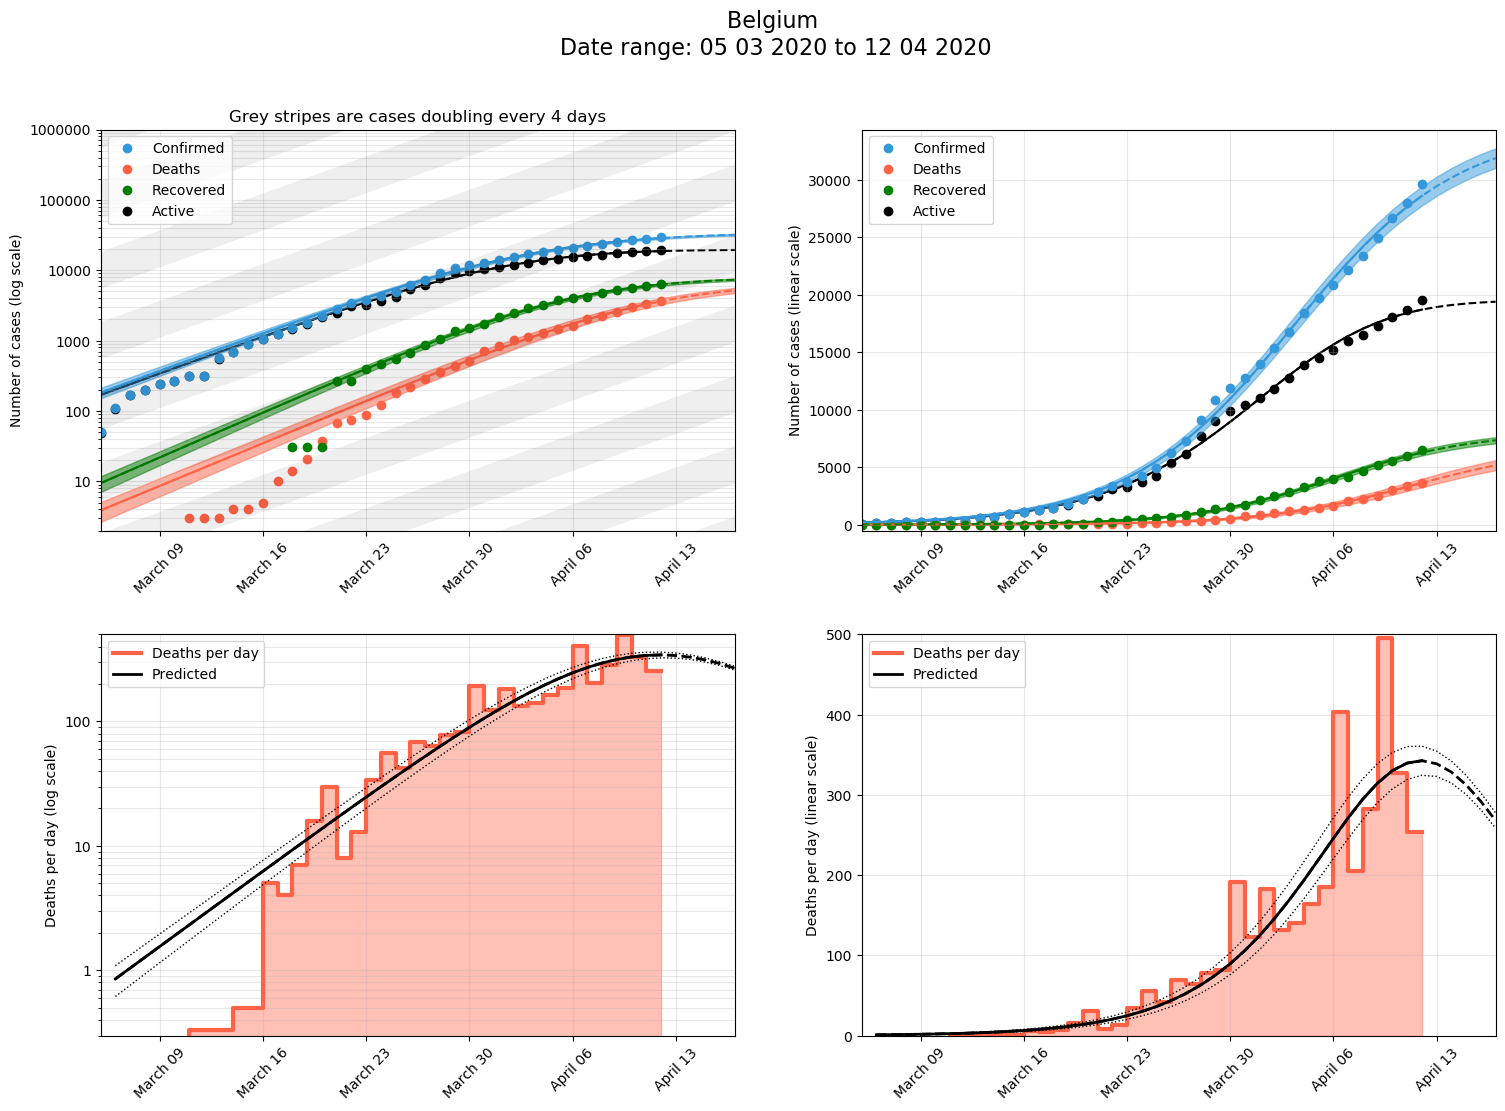 Belgium
Date range: 05 03 2020 to 12 04 2020
Grey stripes are cases doubling every 4 days
Number of cases (log scale)
1000000
100000
10000
1000
100
10
Confirmed
Deaths
Recovered
Active
March 09
March 16
March 23
March 30
April 06
April 13
Number of cases (linear scale)
30000
25000
20000
15000
10000
5000
0
Confirmed
Deaths
Recovered
Active
March 09
March 16
March 23
March 30
April 06
April 13
Deaths per day (log scale)
100
10
1
Deaths per day
Predicted
March 09
March 16
March 23
March 30
April 06
April 13
Deaths per day (linear scale)
500
400
300
200
100
0
Deaths per day
Predicted
March 09
March 16
March 23
March 30
April 06
April 13